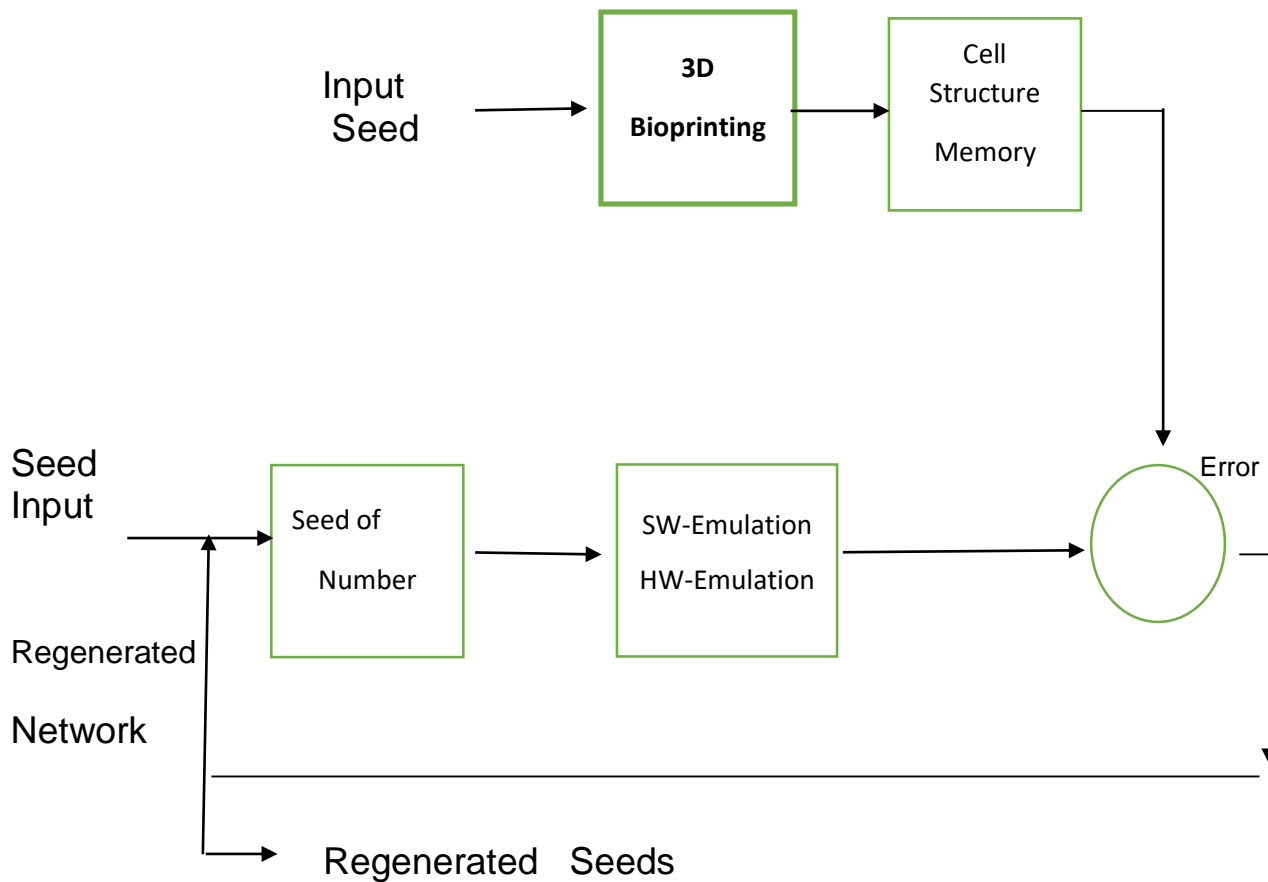 Input
Seed
3D
Bioprinting
Cell
Structure
Memory
Seed
Input
Seed of
Number
SW-Emulation
HW-Emulation
Error
Regenerated
Network
Regenerated Seeds